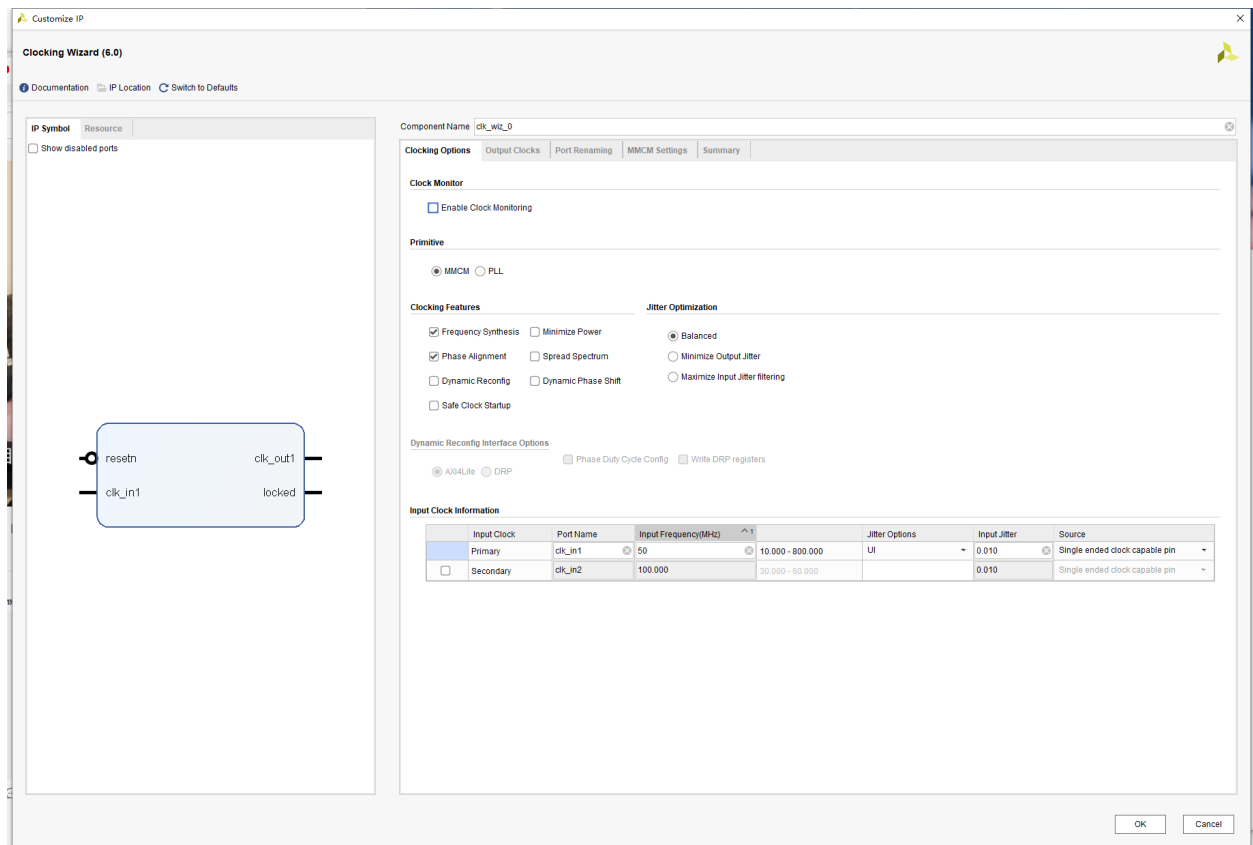 Customize IP
Clocking Wizard (6.0)
Documentation IP Location Switch to Defaults
IP Symbol Resource
Show disabled ports
resetn clk_out1
clk_in1 locked
Component Name clk_wiz_0
Clocking Options Output Clocks Port Renaming MMCM Settings Summary
Clock Monitor
Enable Clock Monitoring
Primitive
MMCM PLL
Clocking Features Jitter Optimization
Frequency Synthesis Minimize Power Balanced
Phase Alignment Spread Spectrum Minimize Output Jitter
Dynamic Reconfig Dynamic Phase Shift Maximize Input Jitter filtering
Safe Clock Startup
Dynamic Reconfig Interface Options
AXI4Lite DRP Phase Duty Cycle Config Write DRP registers
Input Clock Information
Input Clock Port Name Input Frequency(MHz) 1 Jitter Options Input Jitter Source
Primary clk_in1 50 10.000 - 800.000 UI 0.010 Single ended clock capable pin
Secondary clk_in2 100.000 30.000 - 60.000 0.010 Single ended clock capable pin
OK Cancel